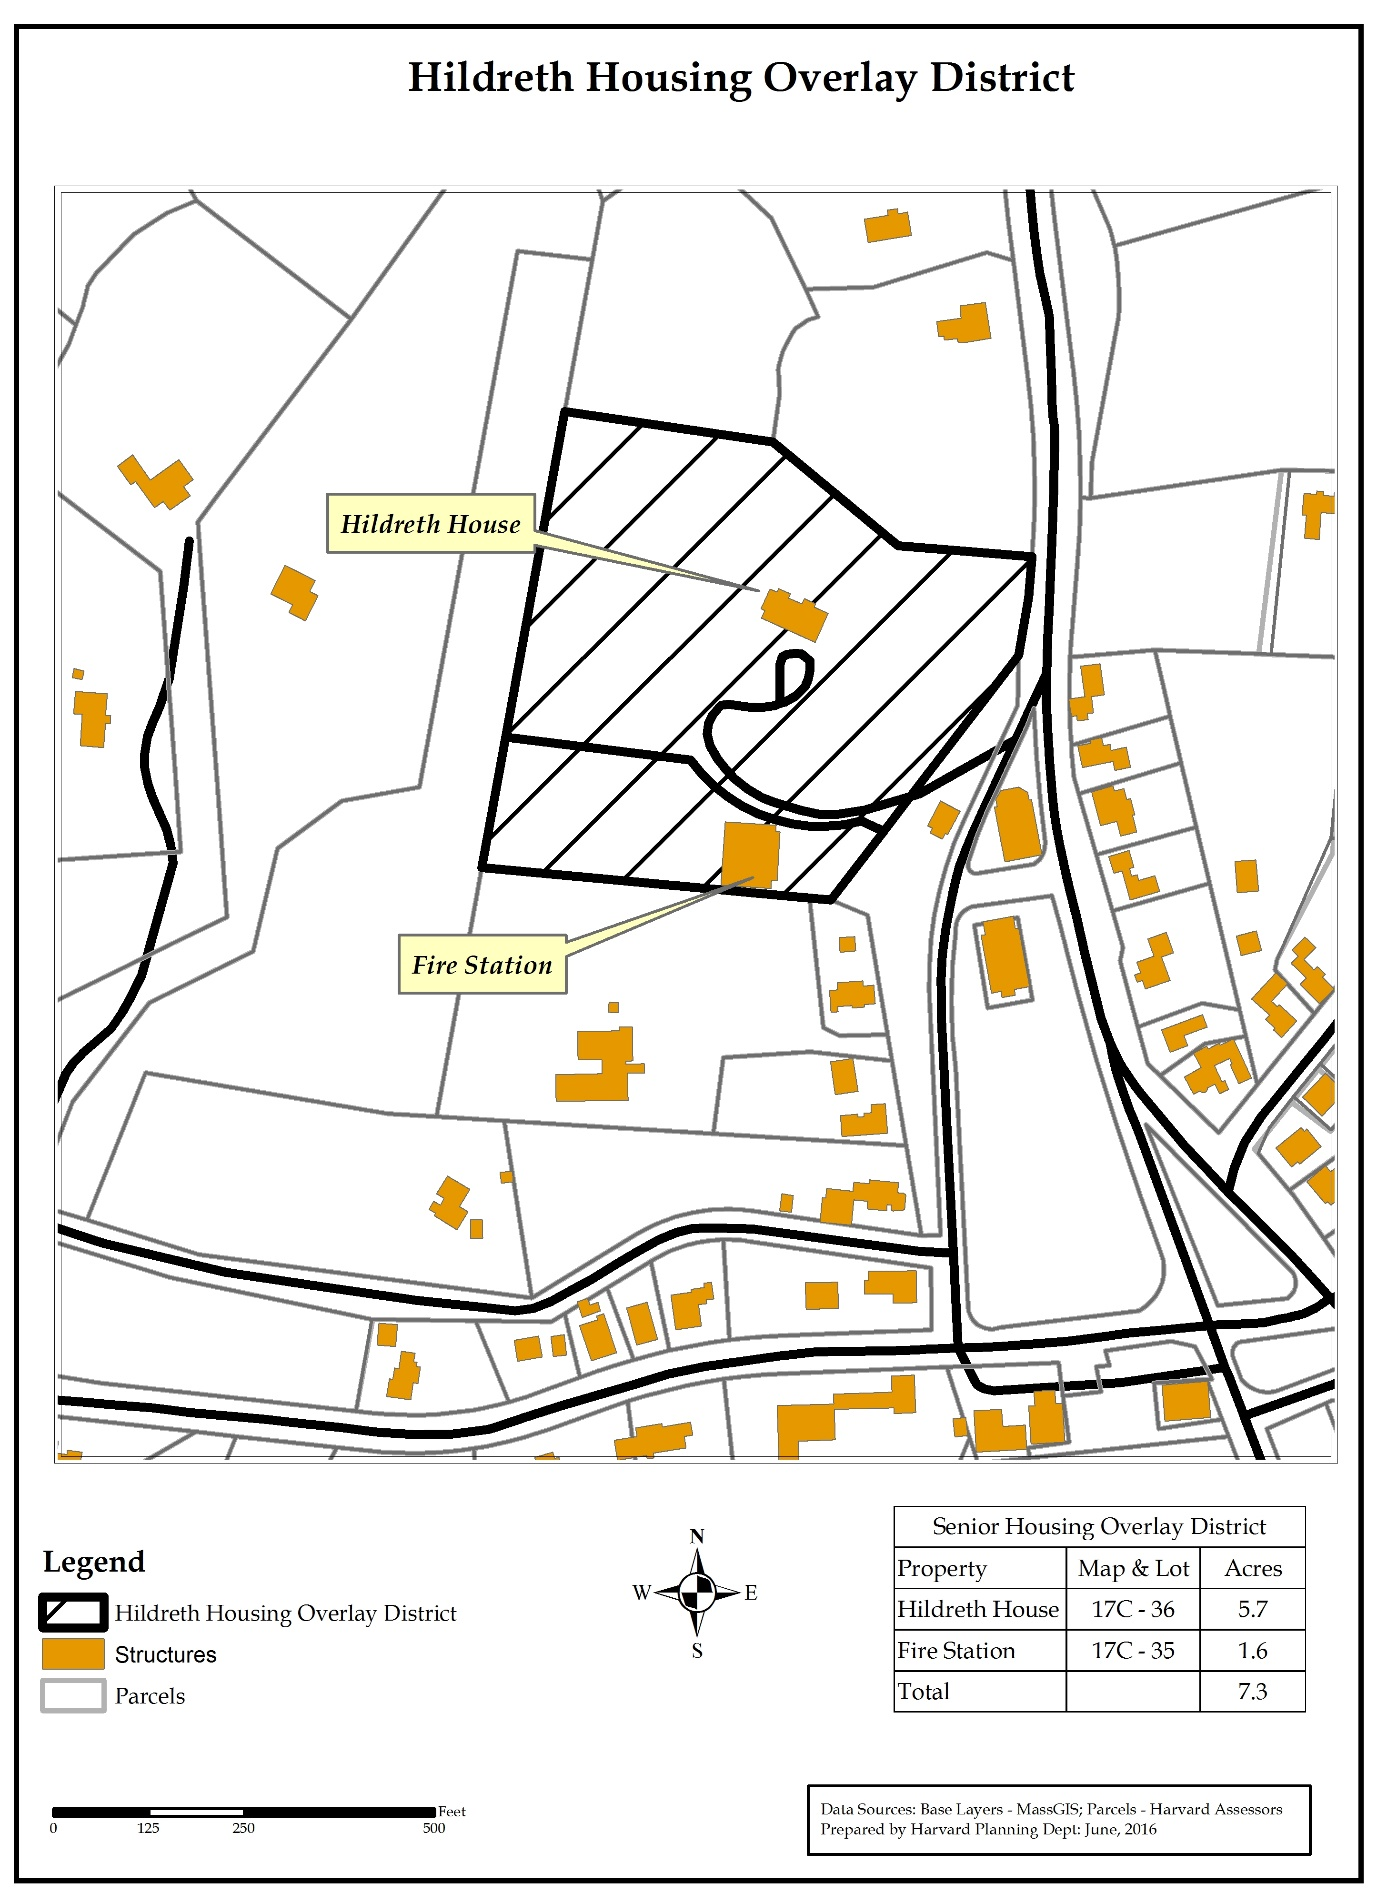 Hildreth Housing Overlay District
Hildreth House
Fire Station
Legend
Hildreth Housing Overlay District
Structures
Parcels
N
W E
S
Senior Housing Overlay District
Property Map & Lot Acres
Hildreth House 17C - 36 5.7
Fire Station 17C - 35 1.6
Total 7.3
Feet
0 125 250 500
Data Sources: Base Layers - MassGIS; Parcels - Harvard Assessors
Prepared by Harvard Planning Dept: June, 2016